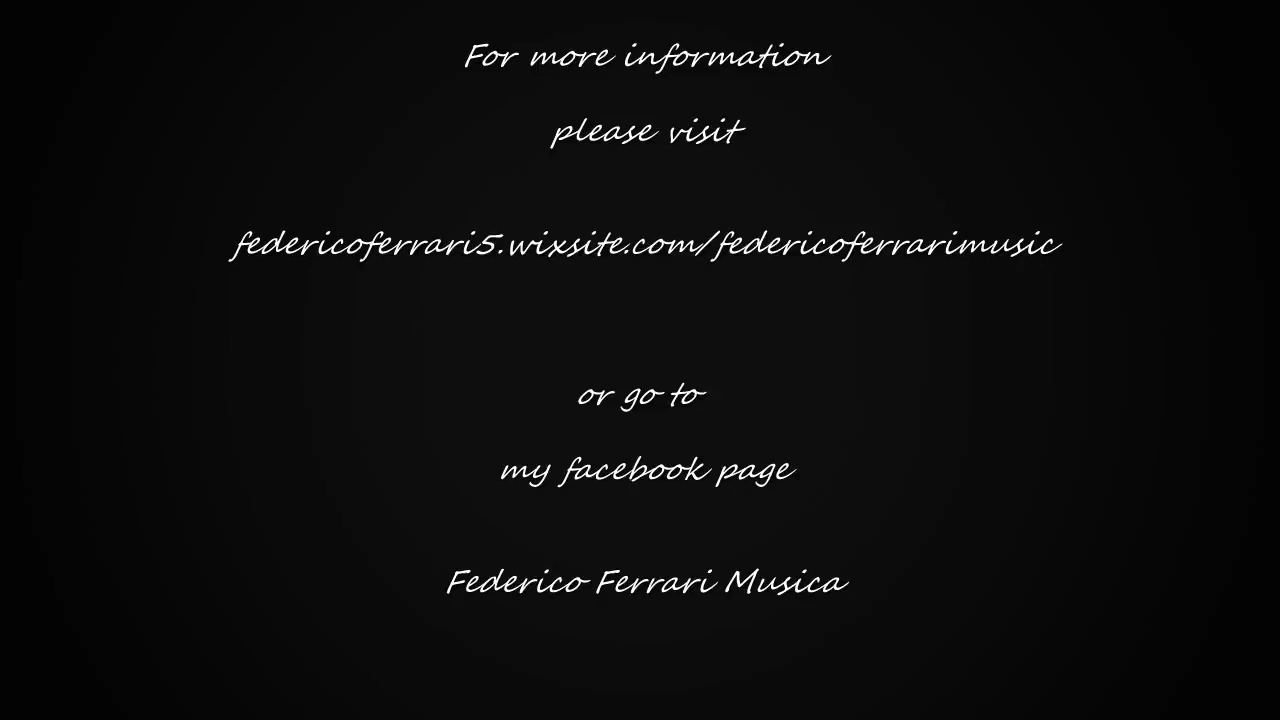 For more information
please visit
federicoferrari5.wixsite.com/federicoferrarimusic
or go to
my facebook page
Federico Ferrari Musica